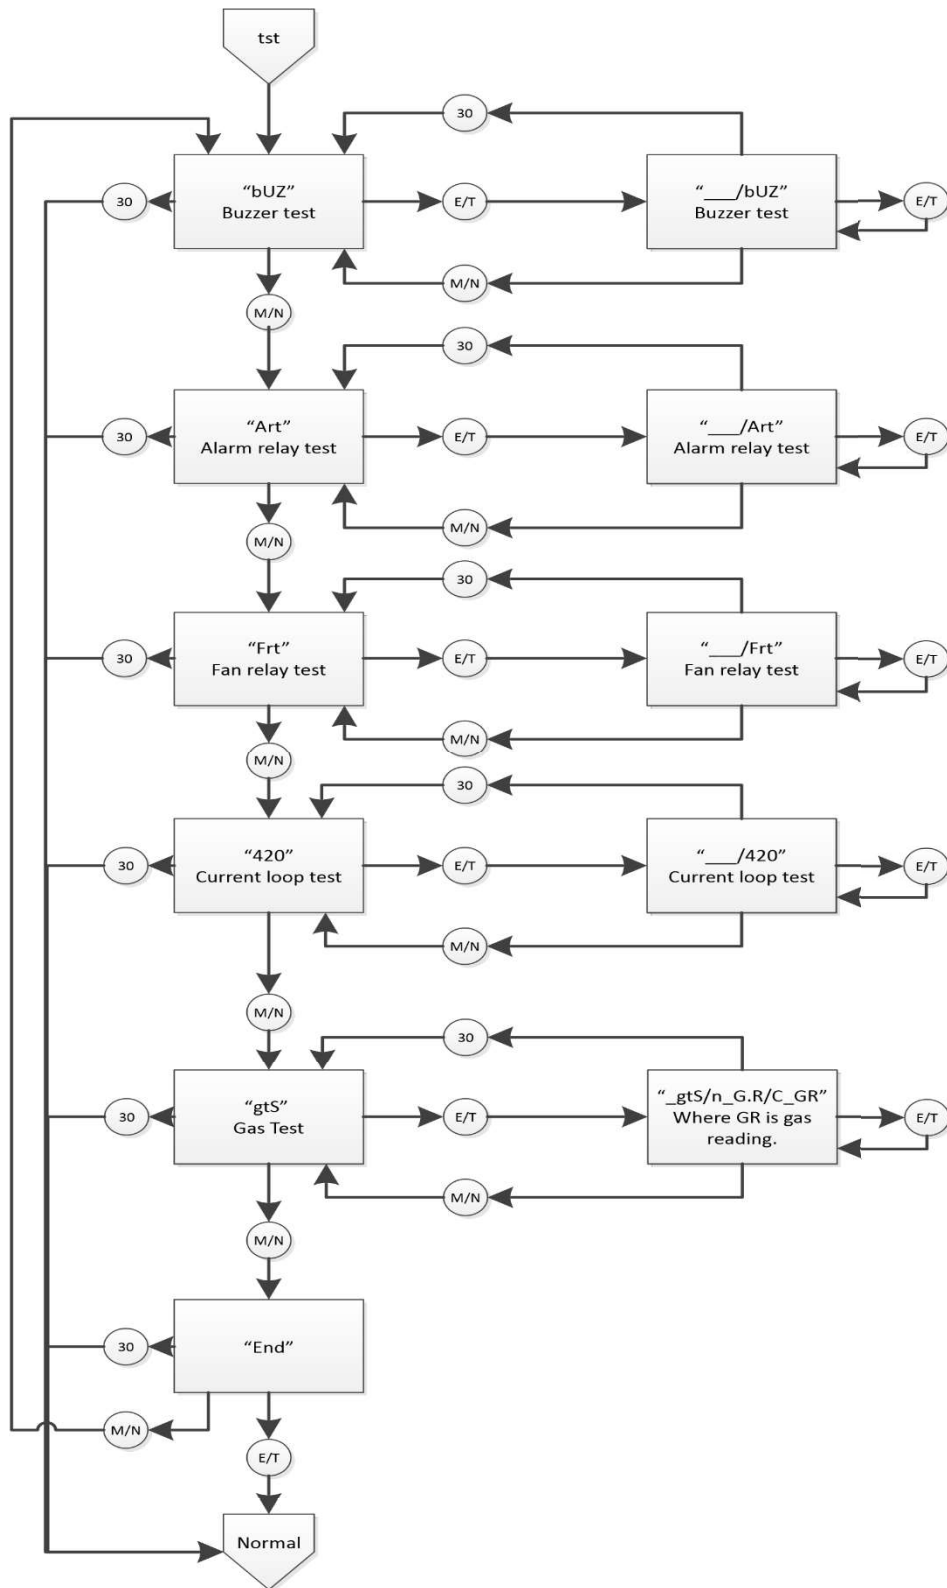 tst
30
“bUZ”
Buzzer test
30
E/T
“___/bUZ”
Buzzer test
E/T
M/N
M/N
30
“Art”
Alarm relay test
30
E/T
“___/Art”
Alarm relay test
E/T
M/N
M/N
30
“Frt”
Fan relay test
30
E/T
“___/Frt”
Fan relay test
E/T
M/N
M/N
30
“420”
Current loop test
30
E/T
“___/420”
Current loop test
E/T
M/N
M/N
30
“gtS”
Gas Test
30
E/T
“_gtS/n_G.R/C_GR”
Where GR is gas
reading.
E/T
M/N
M/N
30
“End”
M/N
E/T
Normal